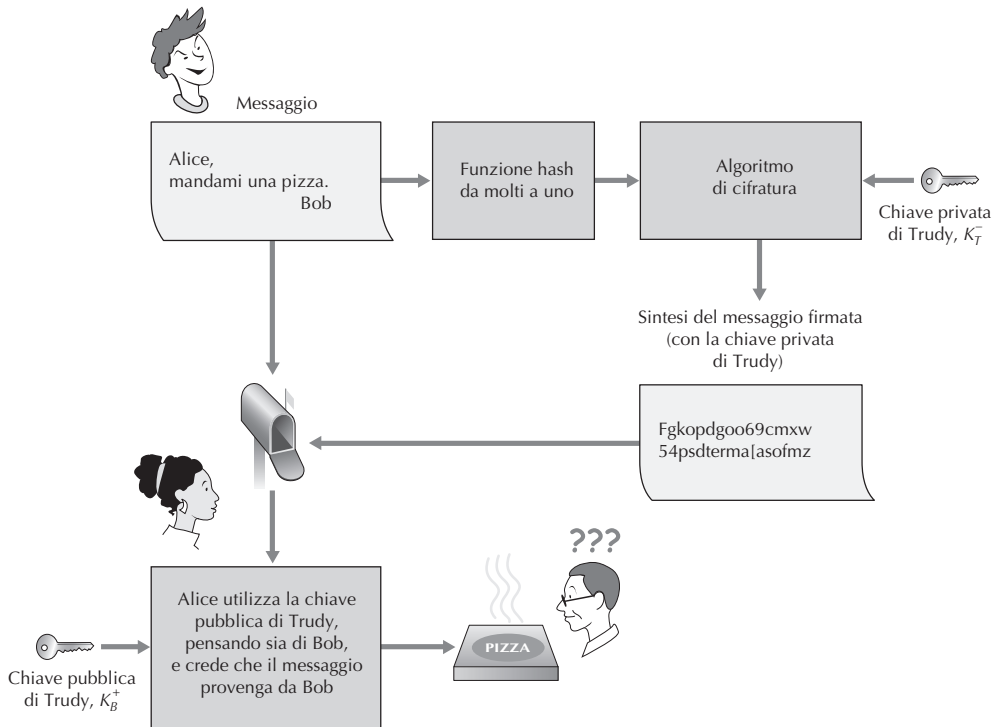 Messaggio
Alice,
mandami una pizza.
Bob
Funzione hash
da molti a uno
Algoritmo
di cifratura
Chiave privata
di Trudy, K_T^-
Sintesi del messaggio firmata
(con la chiave privata
di Trudy)
Fgkopdgoo69cmxw
54psdterma[asofmz
???
Alice utilizza la chiave
pubblica di Trudy,
pensando sia di Bob,
e crede che il messaggio
provenga da Bob
PIZZA
Chiave pubblica
di Trudy, K_B^+